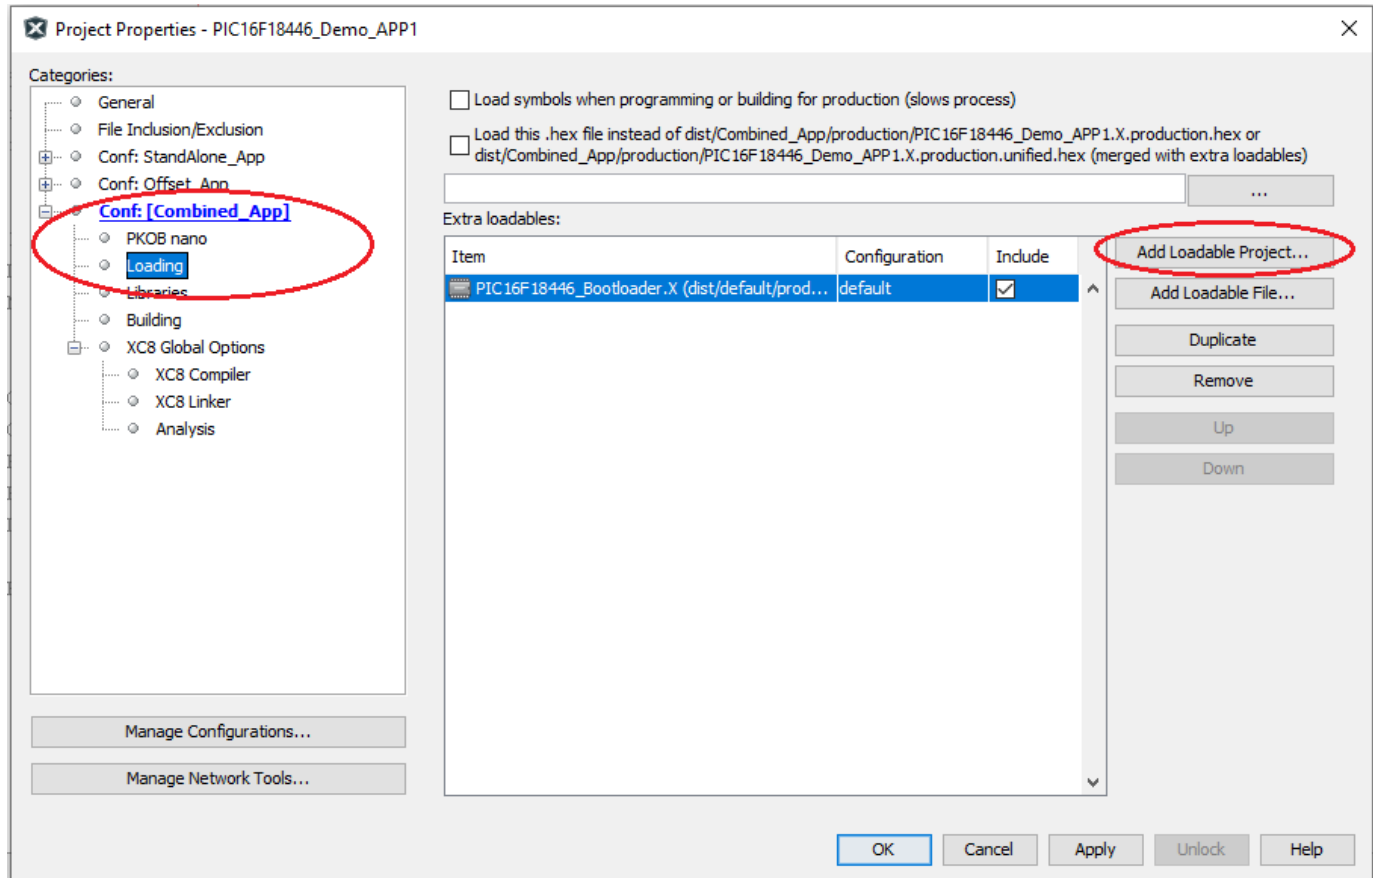 Project Properties - PIC16F18446_Demo_APP1
Categories:
General
File Inclusion/Exclusion
Conf: StandAlone_App
Conf: Offset_App
Conf: [Combined_App]
PKOB nano
Loading
Libraries
Building
XC8 Global Options
XC8 Compiler
XC8 Linker
Analysis
Manage Configurations...
Manage Network Tools...
Load symbols when programming or building for production (slows process)
Load this .hex file instead of dist/Combined_App/production/PIC16F18446_Demo_APP1.X.production.hex or
dist/Combined_App/production/PIC16F18446_Demo_APP1.X.production.unified.hex (merged with extra loadables)
...
Extra loadables:
Item Configuration Include
PIC16F18446_Bootloader.X (dist/default/prod... default
Add Loadable Project...
Add Loadable File...
Duplicate
Remove
Up
Down
OK Cancel Apply Unlock Help